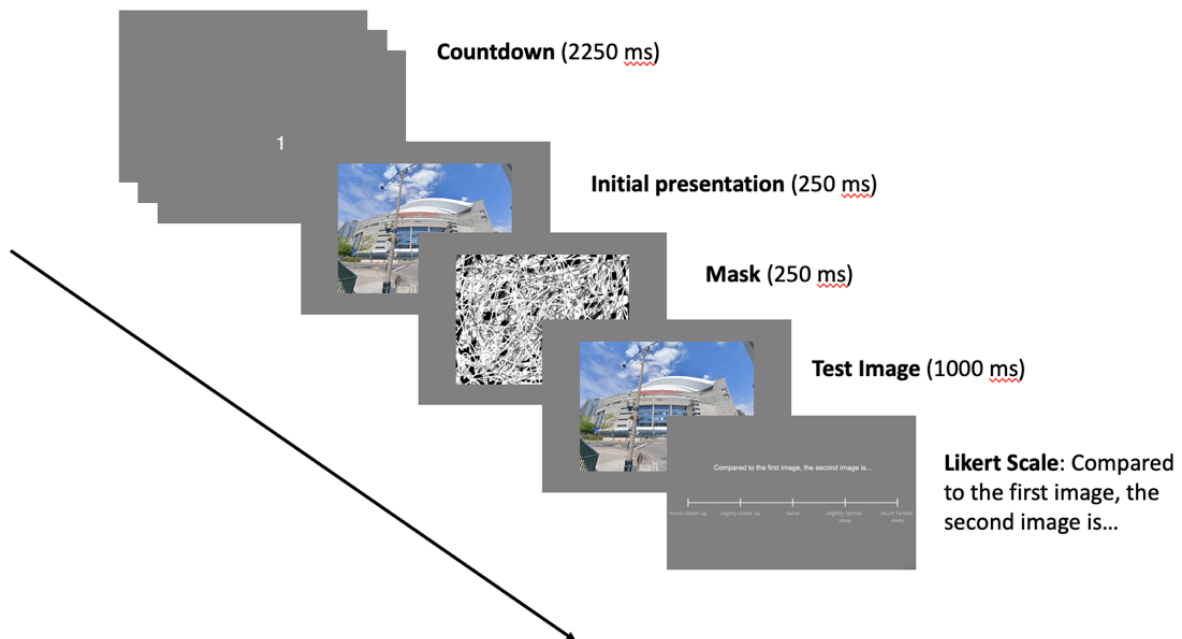 Countdown (2250 ms)
1
Initial presentation (250 ms)
Mask (250 ms)
Test Image (1000 ms)
Compared to the first image, the second image is...
much closer up slightly closer up same slightly farther away much farther away
Likert Scale: Compared
to the first image, the
second image is...